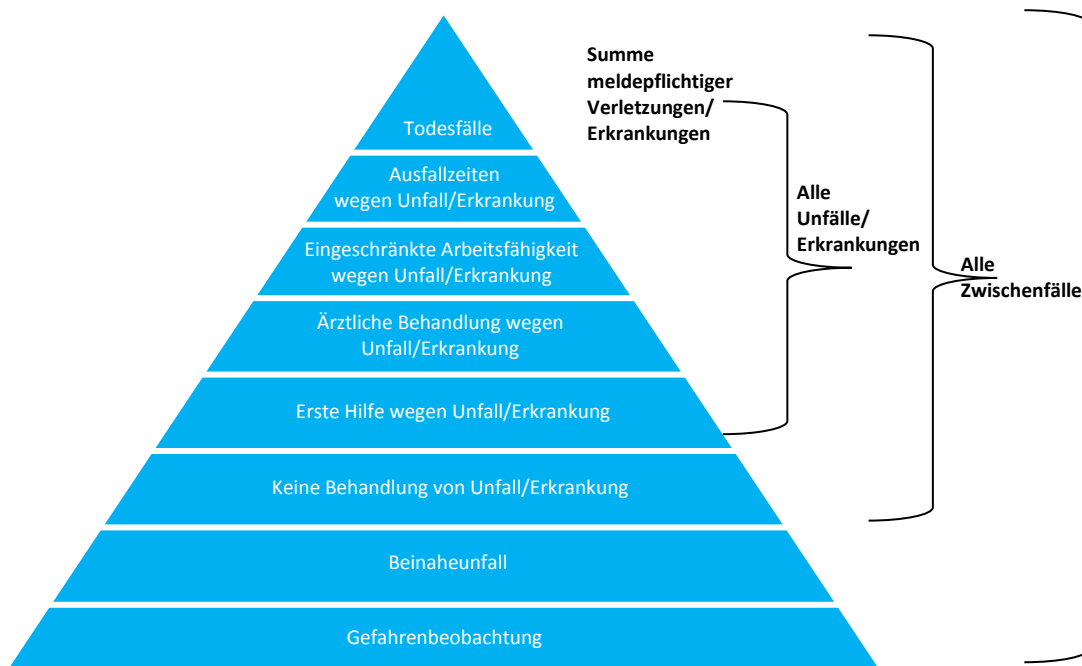 Summe
meldepflichtiger
Verletzungen/
Erkrankungen
Todesfälle
Ausfallzeiten
wegen Unfall/Erkrankung
Alle
Unfälle/
Erkrankungen
Eingeschränkte Arbeitsfähigkeit
wegen Unfall/Erkrankung
Alle
Zwischenfälle
Ärztliche Behandlung wegen
Unfall/Erkrankung
Erste Hilfe wegen Unfall/Erkrankung
Keine Behandlung von Unfall/Erkrankung
Beinaheunfall
Gefahrenbeobachtung